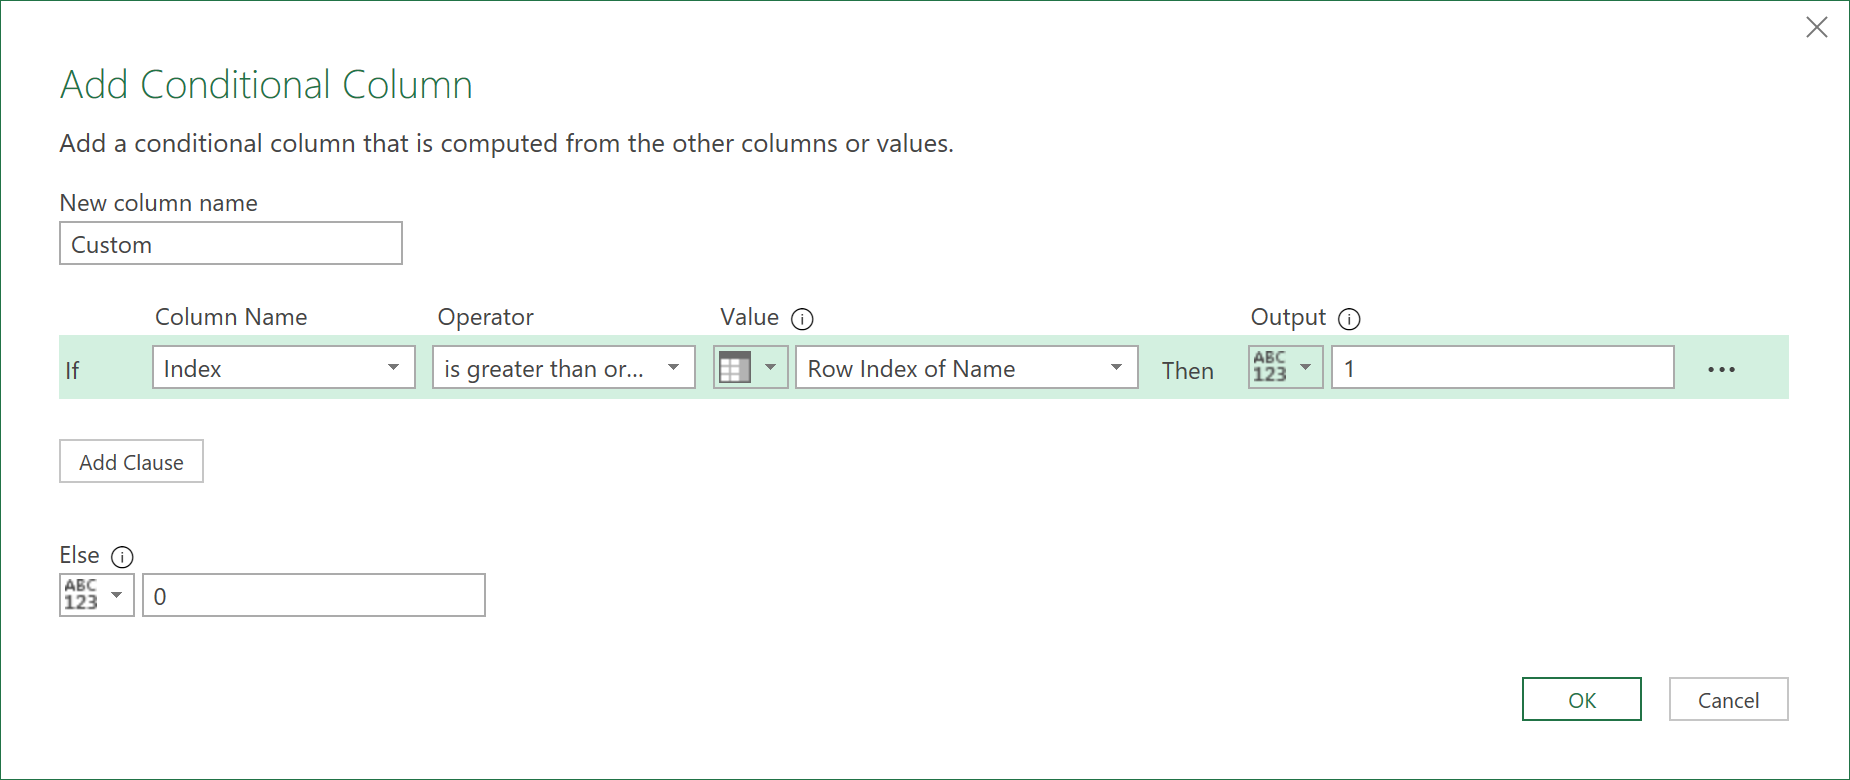 Add Conditional Column
Add a conditional column that is computed from the other columns or values.
New column name
Custom
Column Name Operator Value Output
If Index is greater than or... ABC 123 Row Index of Name Then 1
Add Clause
Else
ABC 123 0
OK Cancel